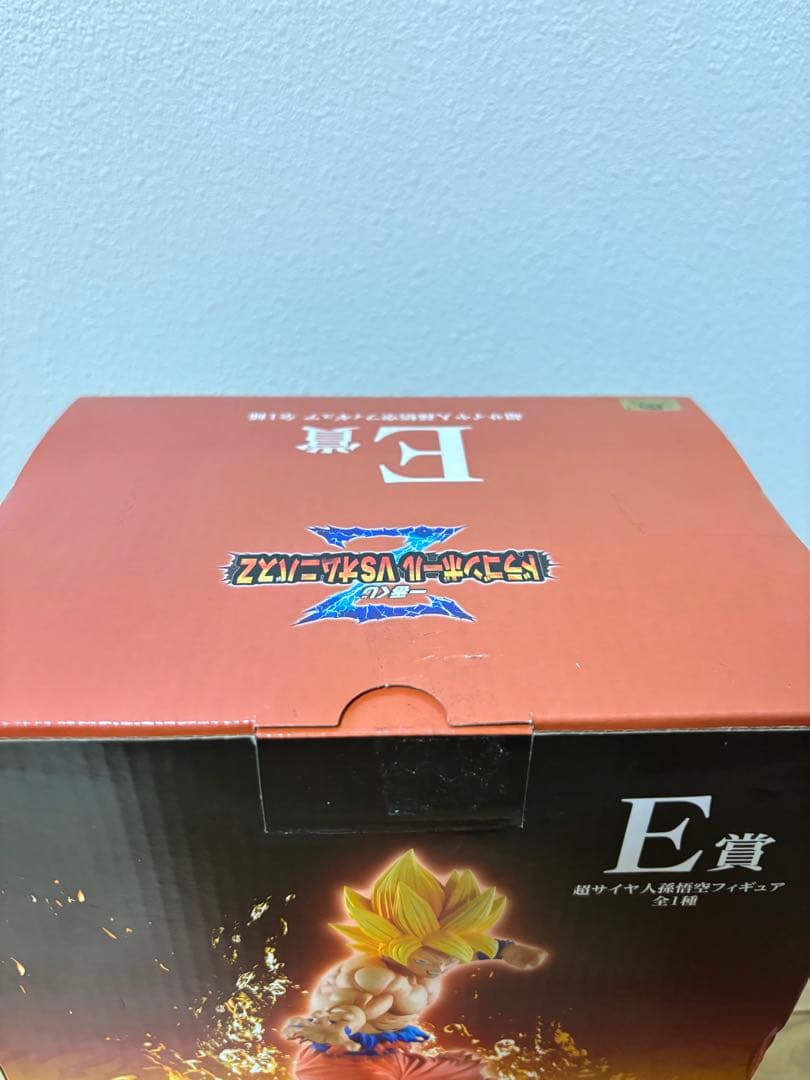 E賞
超サイヤ人孫悟空フィギュア 全1種
一番くじ
ドラゴンボール VSオムニバスZ
E賞
超サイヤ人孫悟空フィギュア
全1種